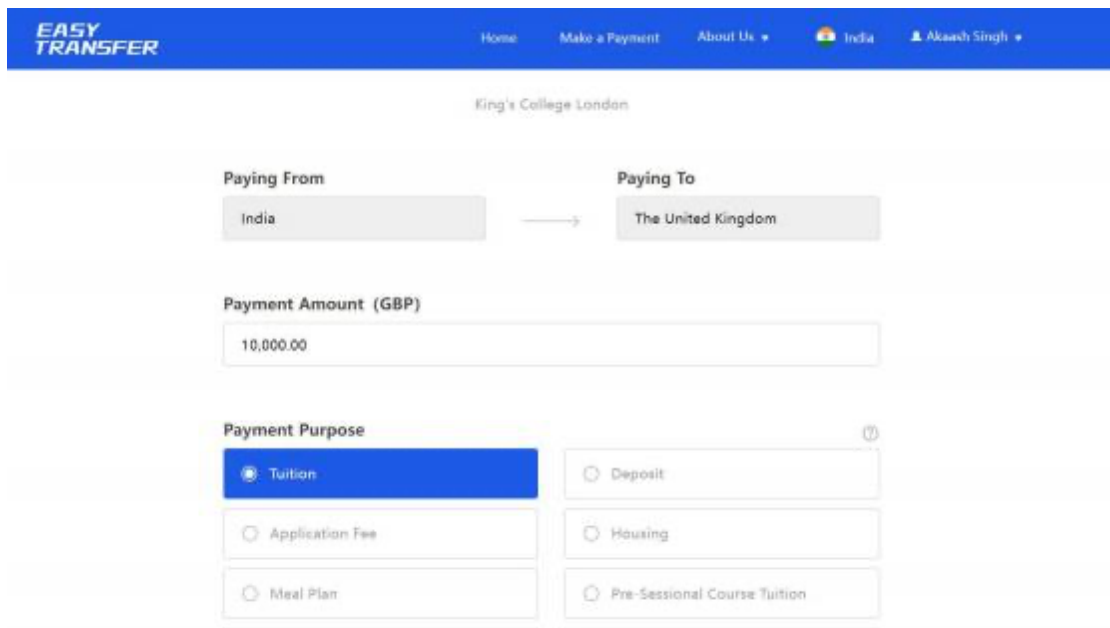 EASY
TRANSFER
Home Make a Payment About Us India Akaash Singh
King's College London
Paying From Paying To
India The United Kingdom
Payment Amount (GBP)
10,000.00
Payment Purpose ?
Tuition Deposit
Application Fee Housing
Meal Plan Pre-Sessional Course Tuition